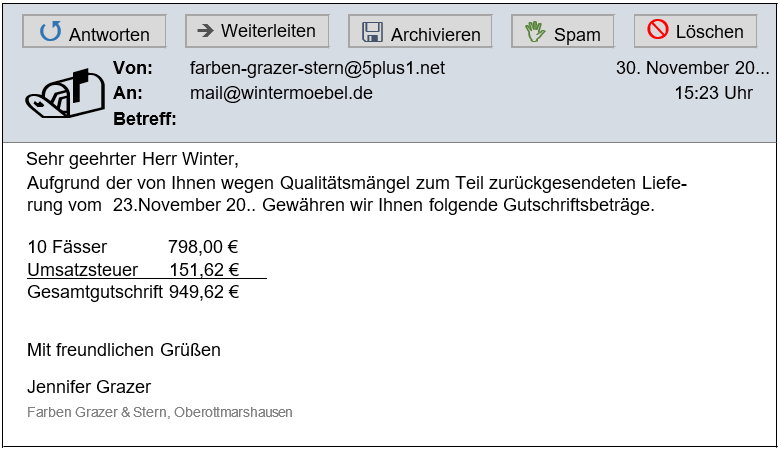 Antworten Weiterleiten Archivieren Spam Löschen
Von: farben-grazer-stern@5plus1.net 30. November 20...
An: mail@wintermoebel.de 15:23 Uhr
Betreff:
Sehr geehrter Herr Winter,
Aufgrund der von Ihnen wegen Qualitätsmängel zum Teil zurückgesendeten Liefe-
rung vom 23.November 20.. Gewähren wir Ihnen folgende Gutschriftsbeträge.
10 Fässer 798,00 €
Umsatzsteuer 151,62 €
Gesamtgutschrift 949,62 €
Mit freundlichen Grüßen
Jennifer Grazer
Farben Grazer & Stern, Oberottmarshausen